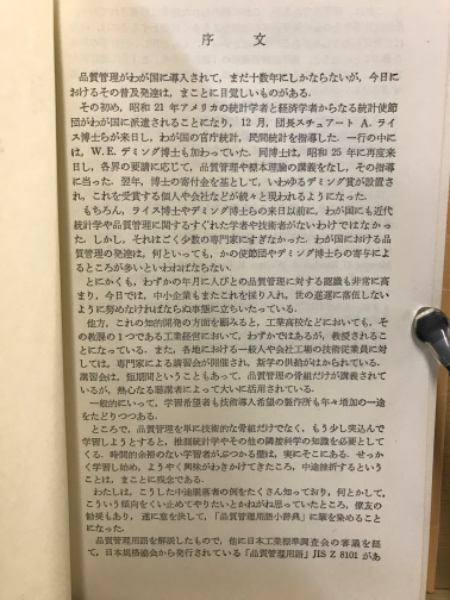 序文
品質管理がわが国に導入されて，まだ十数年にしかならないが，今日に
おけるその普及発達は，まことに目覚しいものがある．
その初め，昭和 21 年アメリカの統計学者と経済学者からなる統計使節
団がわが国に派遣されることになり，12 月，団長スチュアート A. ライ
ス博士らが来日し，わが国の官庁統計，民間統計を指導した．一行の中に
は，W. E. デミング博士も加わっていた．同博士は，昭和 25 年に再度来
日し，各界の要請に応じて，品質管理や標本理論の講義をなし，その指導
に当った．翌年，博士の寄付金を基として，いわゆるデミング賞が設置さ
れ，これを受賞する個人や会社などが続々と現われるようになった．
もちろん，ライス博士やデミング博士らの来日以前に，わが国にも近代
統計学や品質管理に関するすぐれた学者や技術者がないわけではなかっ
た．しかし，それはごく少数の専門家にすぎなかった．わが国における品
質管理の発達は，何といっても，かの使節団やデミング博士らの寄与によ
るところが多いといわねばならない．
とにかくも，わずかの年月に人びとの品質管理に対する認識も非常に高
まり，今日では，中小企業もまたこれを採り入れ，世の進運に落伍しない
ように努めなければならぬ事態に立ちいたっている．
他方，これの知的開発の方面を顧みると，工業高校などにおいても，そ
の教課の1つである工業経営において，わずかではあるが，教授されるこ
とになっている．また，各地における一般人や会社工場の技術従業員に対
しては，専門家による講習会が開催され，斯学の供給がはかられている．
講習会は，短期間ということもあって，品質管理の骨組だけが講義されて
いるが，熱心なる聴講者によって大いに活用されている．
一般的にいって，学習希望者も技術導入希望の製作所も年々増加の一途
をたどりつつある．
ところで，品質管理を単に技術的な骨組だけでなく，もう少し突込んで
学習しようとすると，推測統計学やその他の隣接科学の知識を必要として
くる．時間的余裕のない学習者がぶつかる壁は，実にそこにある．せっか
く学習し始め，ようやく興味がわきかけてきたころ，中途挫折するという
ことは，まことに残念である．
わたしは，こうした中途脱落者の例をたくさん知っており，何とかして，
こういう傾向をくい止めてやりたいとかねがね思っていたところ，僚友の
勧奨もあり，遂に意を決して，「品質管理用語小辞典」に筆を染めること
になった．
品質管理用語を解説したもので，他に日本工業標準調査会の審議を経
て，日本規格協会から発行されている「品質管理用語」JIS Z 8101 があ